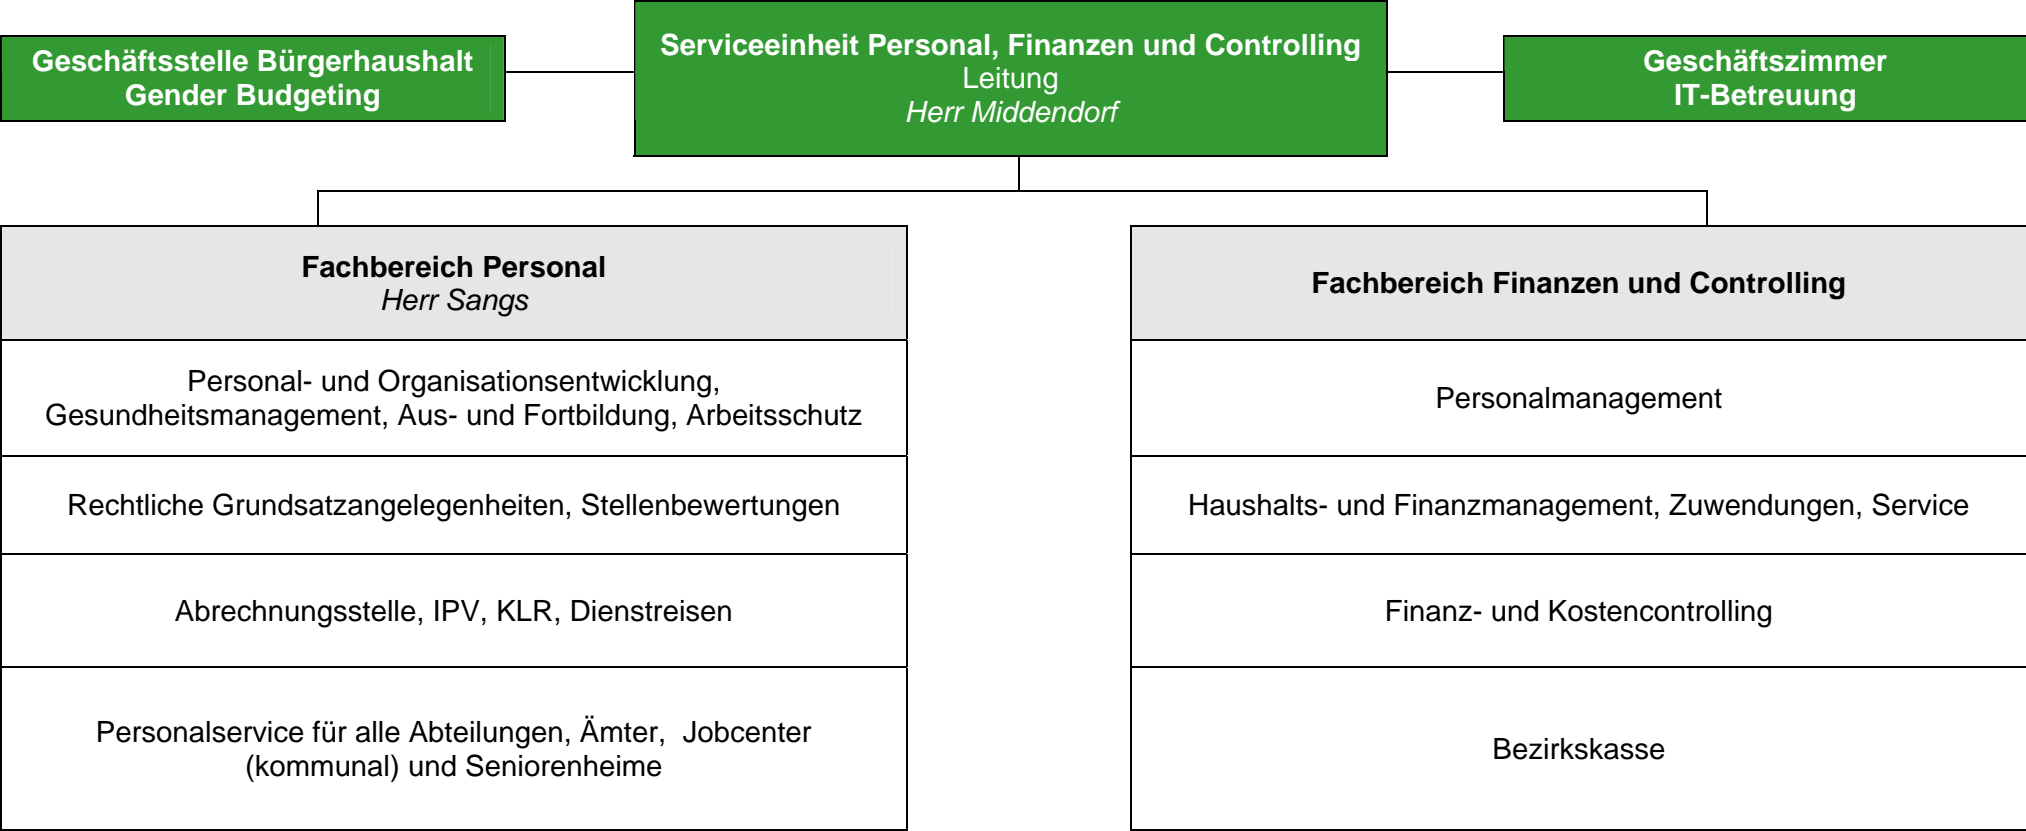 Geschäftsstelle Bürgerhaushalt
Gender Budgeting
Serviceeinheit Personal, Finanzen und Controlling
Leitung
Herr Middendorf
Geschäftszimmer
IT-Betreuung
Fachbereich Personal
Herr Sangs
Personal- und Organisationsentwicklung,
Gesundheitsmanagement, Aus- und Fortbildung, Arbeitsschutz
Rechtliche Grundsatzangelegenheiten, Stellenbewertungen
Abrechnungsstelle, IPV, KLR, Dienstreisen
Personalservice für alle Abteilungen, Ämter,  Jobcenter
(kommunal) und Seniorenheime
Fachbereich Finanzen und Controlling
Personalmanagement
Haushalts- und Finanzmanagement, Zuwendungen, Service
Finanz- und Kostencontrolling
Bezirkskasse